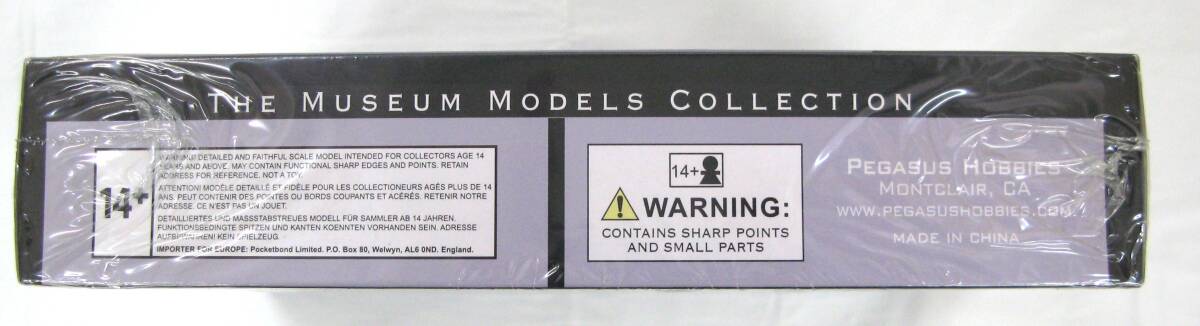 THE MUSEUM MODELS COLLECTION
14+
WARNING! DETAILED AND FAITHFUL SCALE MODEL INTENDED FOR COLLECTORS AGE 14
YEARS AND ABOVE. MAY CONTAIN FUNCTIONAL SHARP EDGES AND POINTS. RETAIN
ADDRESS FOR REFERENCE. NOT A TOY.
ATTENTION! MODÈLE DETAILLÉ ET FIDÈLE POUR LES COLLECTIONEURS AGÉS PLUS DE 14
ANS. PEUT CONTENIR DES POINTES OU BORDS COUPANTS ET ACÉRÉS. RETENIR NOTRE
ADRESSE. CE N'EST PAS UN JOUET.
DETAILLIERTES UND MASSSTABSTREUES MODELL FÜR SAMMLER AB 14 JAHREN.
FUNKTIONSBEDINGTE SPITZEN UND KANTEN KOENNTEN VORHANDEN SEIN. ADRESSE
AUFBEWAHREN! KEIN SPIELZEUG.
IMPORTER FOR EUROPE: Pocketbond Limited. P.O. Box 80, Welwyn, AL6 0ND. England.
14+
WARNING:
CONTAINS SHARP POINTS
AND SMALL PARTS
PEGASUS HOBBIES
MONTCLAIR, CA
WWW.PEGASUSHOBBIES.COM
MADE IN CHINA